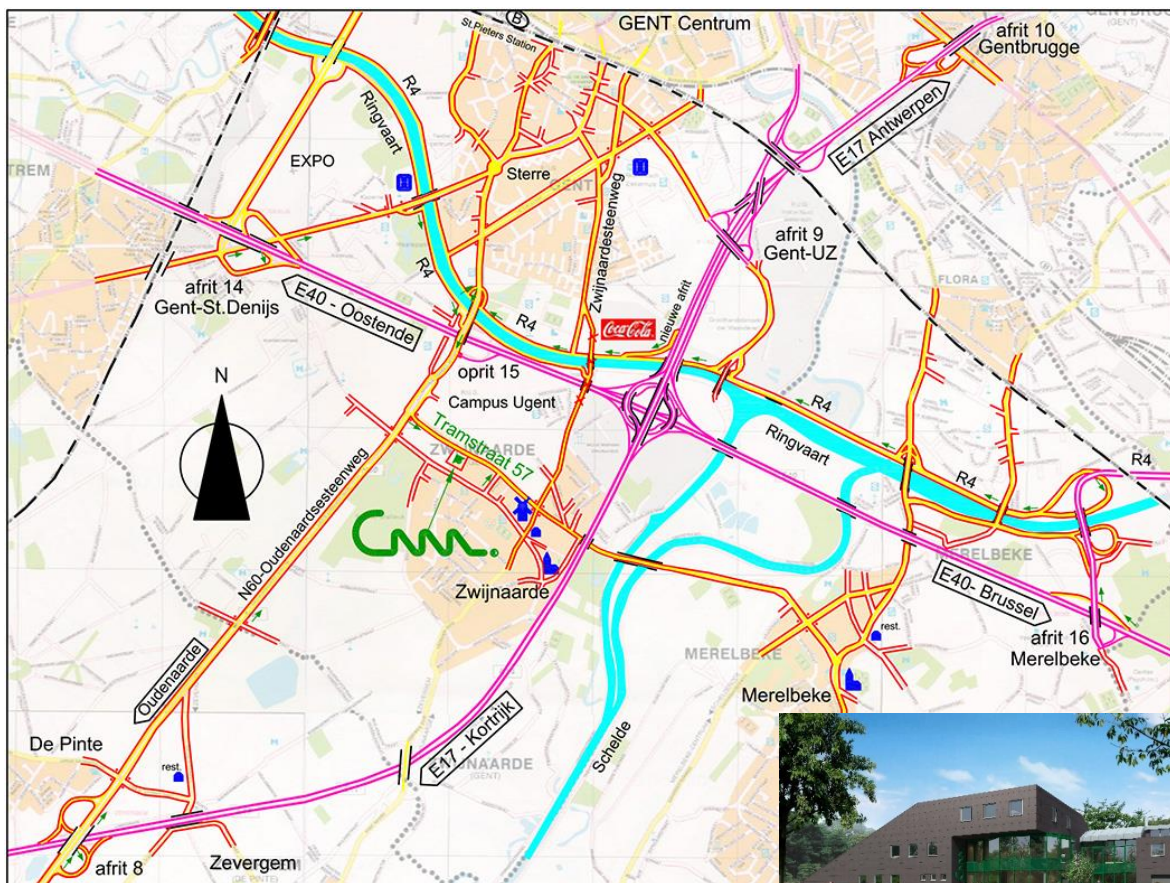 B
St.Pieters Station
GENT Centrum
afrit 10
Gentbrugge
R4
Ringvaart
EXPO
TREM
H
Sterre
GENT
H
Zwijnaardesteenweg
E17 Antwerpen
afrit 9
Gent-UZ
FLORA
R4
afrit 14
Gent-St.Denijs
E40 - Oostende
R4
nieuwe afrit
Coca-Cola
N
oprit 15
Campus Ugent
R4
Ringvaart
R4
ZWIJNAARDE
Tramstraat 57
N60-Oudenaardsesteenweg
Zwijnaarde
MERELBEKE
E40- Brussel
rest.
afrit 16
Merelbeke
MERELBEKE
Merelbeke
Oudenaarde
De Pinte
rest.
E17 - Kortrijk
(GENT)
Schelde
afrit 8
Zevergem